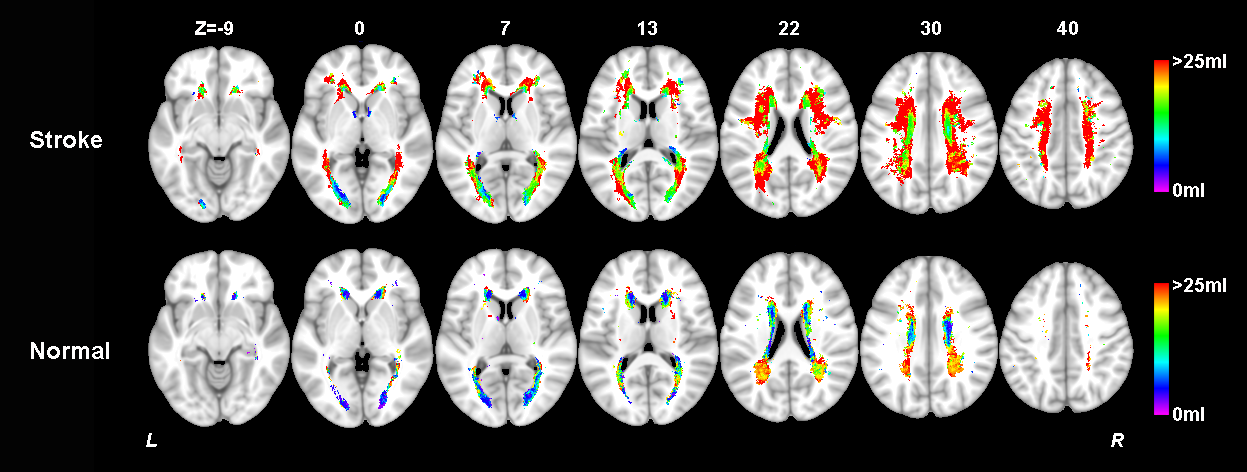 Z=-9 0 7 13 22 30 40
>25ml
Stroke
0ml
>25ml
Normal
0ml
L R